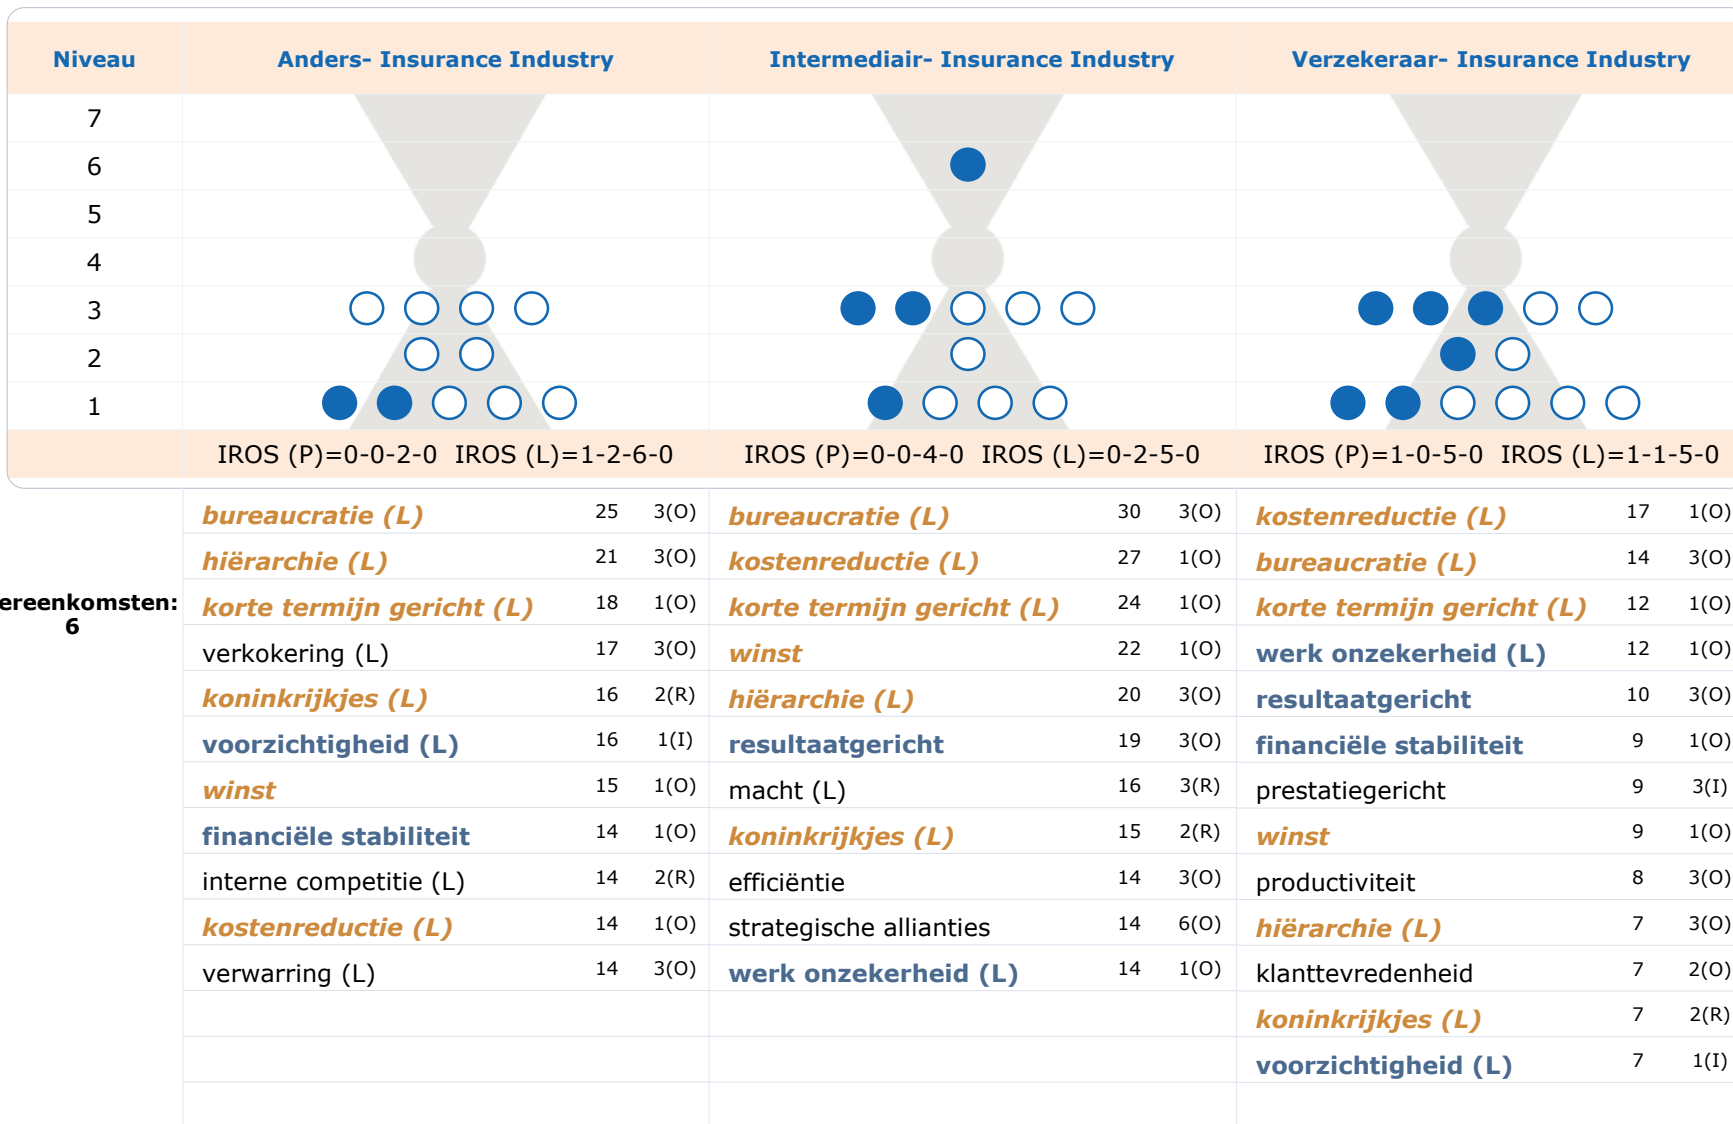 Niveau Anders- Insurance Industry Intermediair- Insurance Industry Verzekeraar- Insurance Industry
7
6
5
4
3
2
1
IROS (P)=0-0-2-0 IROS (L)=1-2-6-0 IROS (P)=0-0-4-0 IROS (L)=0-2-5-0 IROS (P)=1-0-5-0 IROS (L)=1-1-5-0
bureaucratie (L) 25 3(O) bureaucratie (L) 30 3(O) kostenreductie (L) 17 1(O)
hiërarchie (L) 21 3(O) kostenreductie (L) 27 1(O) bureaucratie (L) 14 3(O)
ereenkomsten: korte termijn gericht (L) 18 1(O) korte termijn gericht (L) 24 1(O) korte termijn gericht (L) 12 1(O)
6
verkokering (L) 17 3(O) winst 22 1(O) werk onzekerheid (L) 12 1(O)
koninkrijkjes (L) 16 2(R) hiërarchie (L) 20 3(O) resultaatgericht 10 3(O)
voorzichtigheid (L) 16 1(I) resultaatgericht 19 3(O) financiële stabiliteit 9 1(O)
winst 15 1(O) macht (L) 16 3(R) prestatiegericht 9 3(I)
financiële stabiliteit 14 1(O) koninkrijkjes (L) 15 2(R) winst 9 1(O)
interne competitie (L) 14 2(R) efficiëntie 14 3(O) productiviteit 8 3(O)
kostenreductie (L) 14 1(O) strategische allianties 14 6(O) hiërarchie (L) 7 3(O)
verwarring (L) 14 3(O) werk onzekerheid (L) 14 1(O) klanttevredenheid 7 2(O)
koninkrijkjes (L) 7 2(R)
voorzichtigheid (L) 7 1(I)